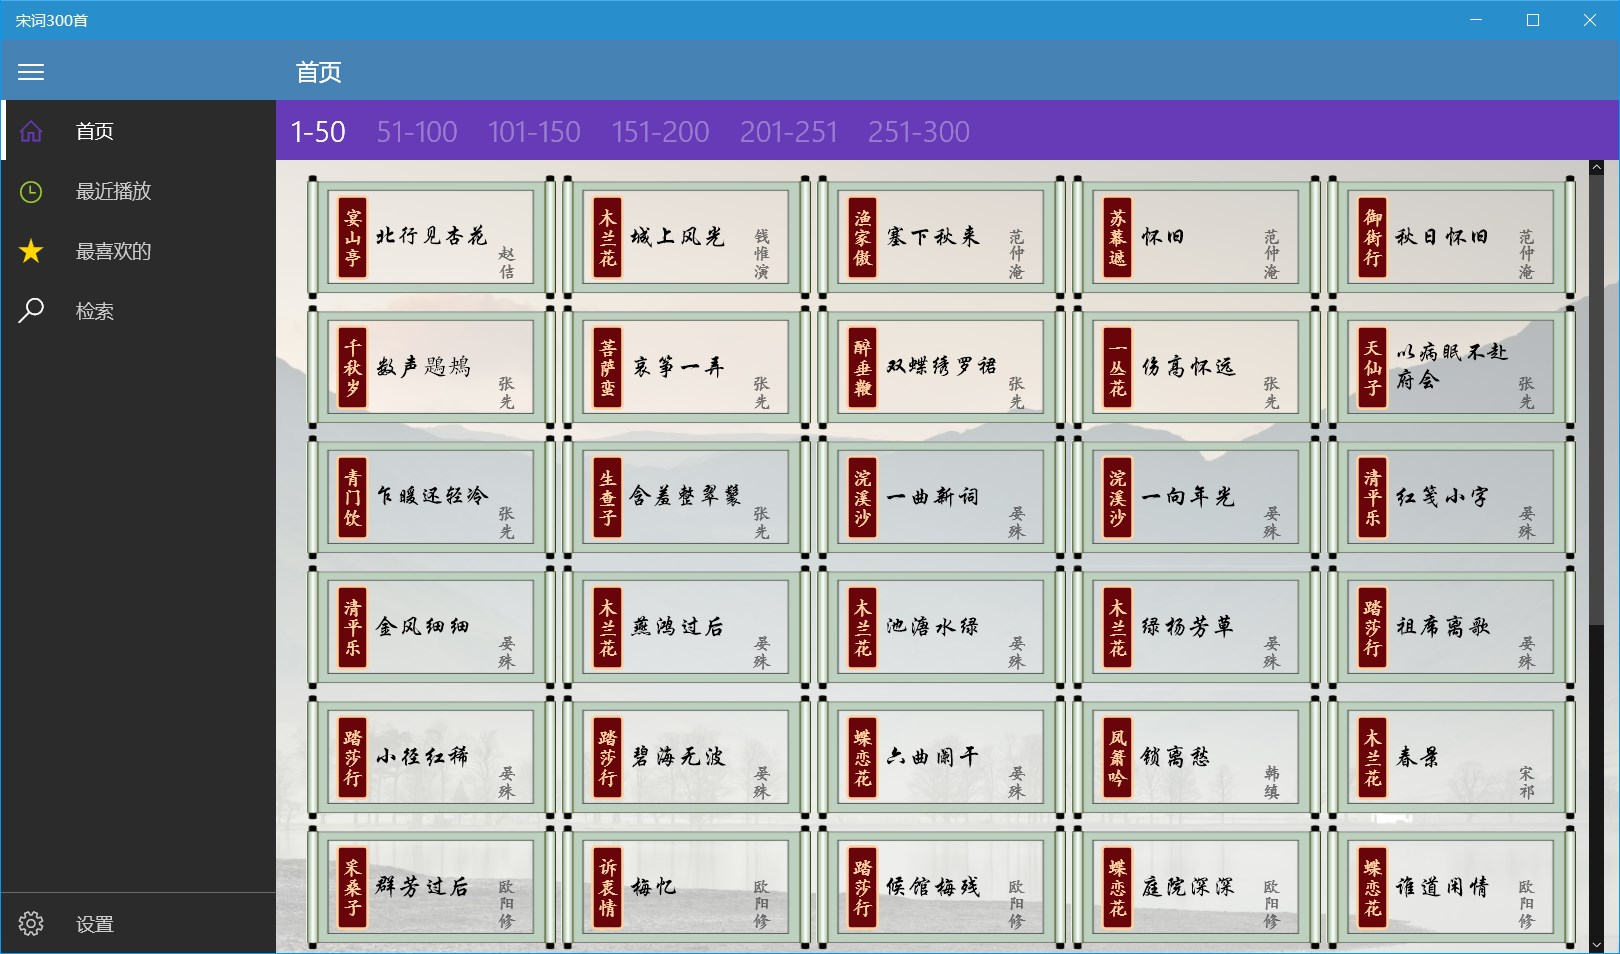 宋词300首
首页
首页
最近播放
最喜欢的
检索
设置
1-50 51-100 101-150 151-200 201-251 251-300
宴山亭
北行见杏花
赵佶
木兰花
城上风光
钱惟演
渔家傲
塞下秋来
范仲淹
苏幕遮
怀旧
范仲淹
御街行
秋日怀旧
范仲淹
千秋岁
数声鶗鴂
张先
菩萨蛮
哀筝一弄
张先
醉垂鞭
双蝶绣罗裙
张先
一丛花
伤高怀远
张先
天仙子
以病眠不赴
府会
张先
青门饮
乍暖还轻冷
张先
生查子
含羞整翠鬟
张先
浣溪沙
一曲新词
晏殊
浣溪沙
一向年光
晏殊
清平乐
红笺小字
晏殊
清平乐
金风细细
晏殊
木兰花
燕鸿过后
晏殊
木兰花
池塘水绿
晏殊
木兰花
绿杨芳草
晏殊
踏莎行
祖席离歌
晏殊
踏莎行
小径红稀
晏殊
踏莎行
碧海无波
晏殊
蝶恋花
六曲阑干
晏殊
凤箫吟
锁离愁
韩缜
木兰花
春景
宋祁
采桑子
群芳过后
欧阳修
诉衷情
梅忆
欧阳修
踏莎行
候馆梅残
欧阳修
蝶恋花
庭院深深
欧阳修
蝶恋花
谁道闲情
欧阳修